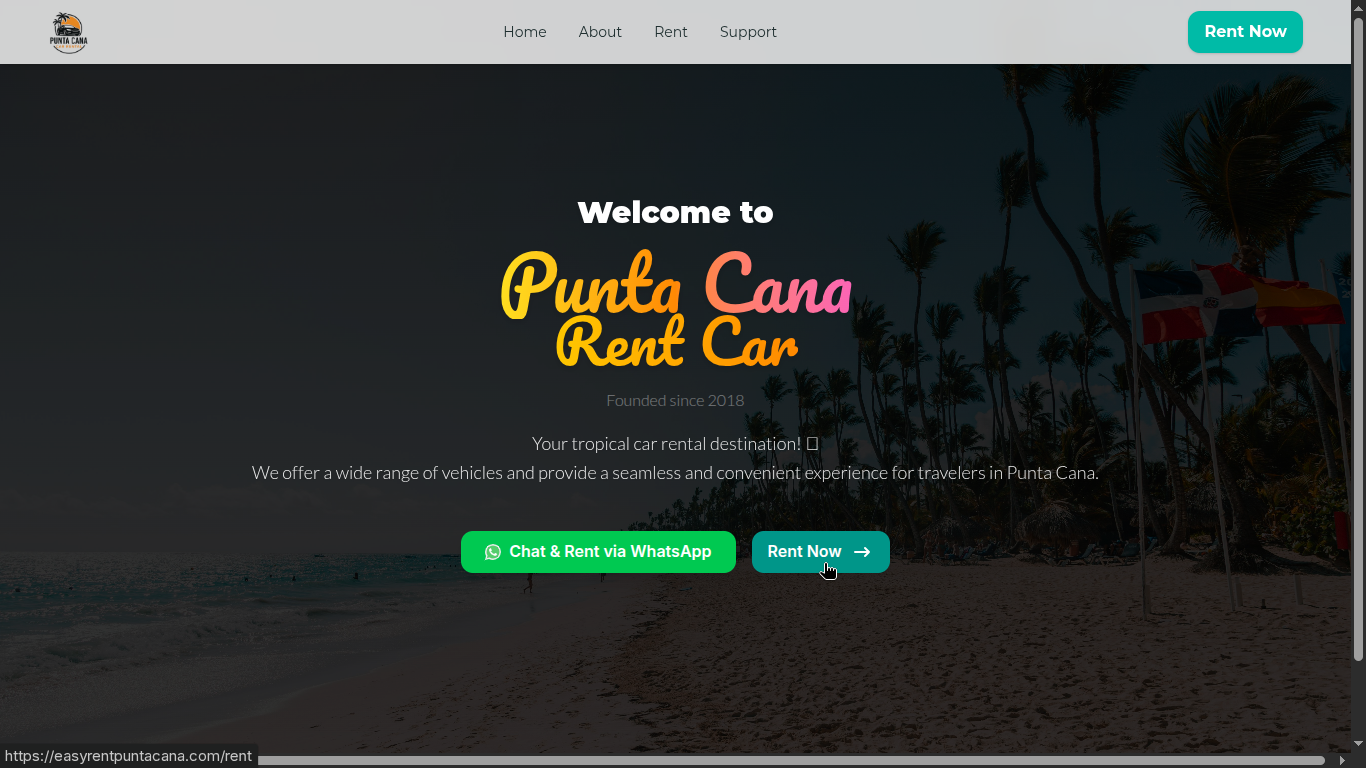 PUNTA CANA
Home
About
Rent
Support
Rent Now
Welcome to
Punta Cana
Rent Car
Founded since 2018
Your tropical car rental destination!
We offer a wide range of vehicles and provide a seamless and convenient experience for travelers in Punta Cana.
Chat & Rent via WhatsApp
Rent Now
https://easyrentpuntacana.com/rent